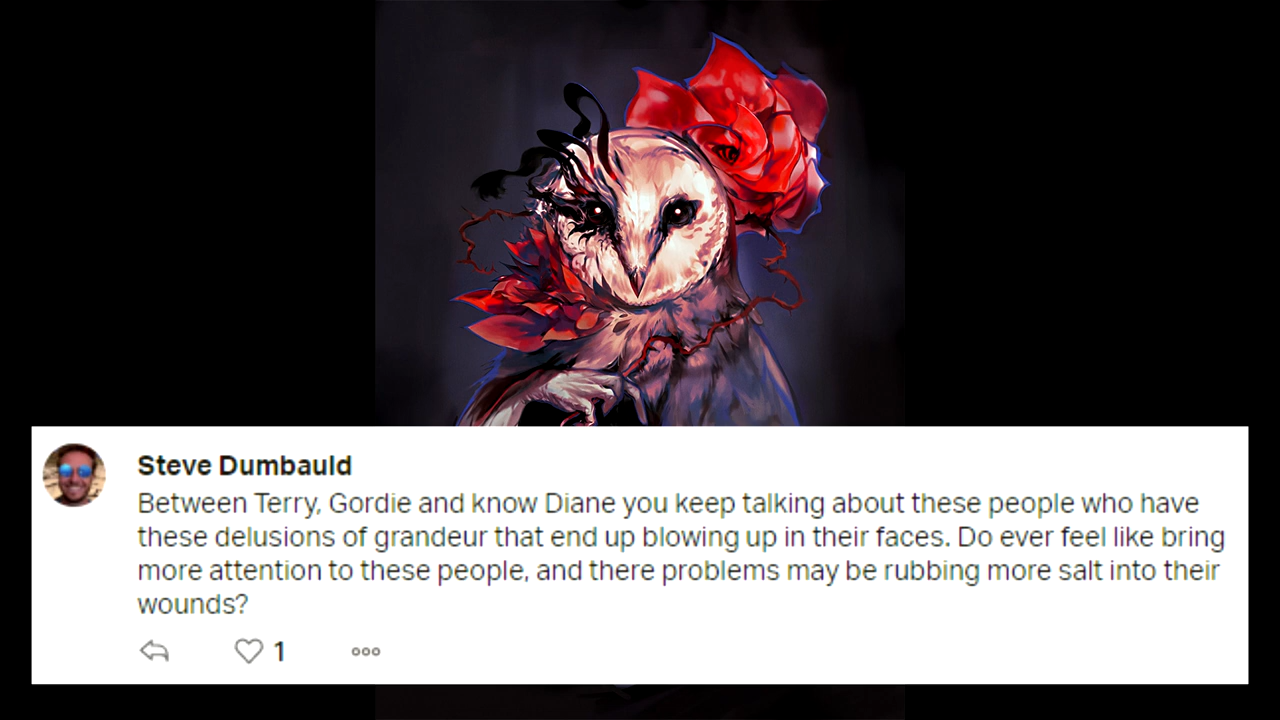 Steve Dumbauld
Between Terry, Gordie and know Diane you keep talking about these people who have
these delusions of grandeur that end up blowing up in their faces. Do ever feel like bring
more attention to these people, and there problems may be rubbing more salt into their
wounds?
1